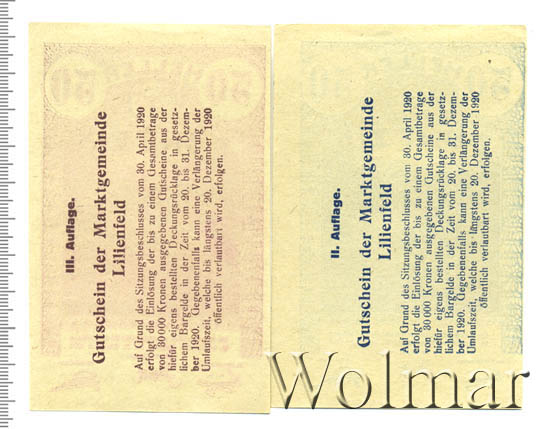 III. Auflage.
Gutschein der Marktgemeinde
Lilienfeld
Auf Grund des Sitzungsbeschlusses vom 30. April 1920
erfolgt die Einlösung der bis zu einem Gesamtbetrage
von 30 000 Kronen ausgegebenen Gutscheine aus der
hiefür eigens bestellten Deckungsrücklage in gesetz-
lichem Bargelde in der Zeit vom 20. bis 31. Dezem-
ber 1920. Gegebenenfalls kann eine Verlängerung der
Umlaufszeit, welche bis längstens 20. Dezember 1920
öffentlich verlautbart wird, erfolgen.
II. Auflage.
Gutschein der Marktgemeinde
Lilienfeld
Auf Grund des Sitzungsbeschlusses vom 30. April 1920
erfolgt die Einlösung der bis zu einem Gesamtbetrage
von 30 000 Kronen ausgegebenen Gutscheine aus der
hiefür eigens bestellten Deckungsrücklage in gesetz-
lichem Bargelde in der Zeit vom 20. bis 31. Dezem-
ber 1920. Gegebenenfalls kann eine Verlängerung der
Umlaufszeit, welche bis längstens 20. Dezember 1920
öffentlich verlautbart wird, erfolgen.
Wolmar